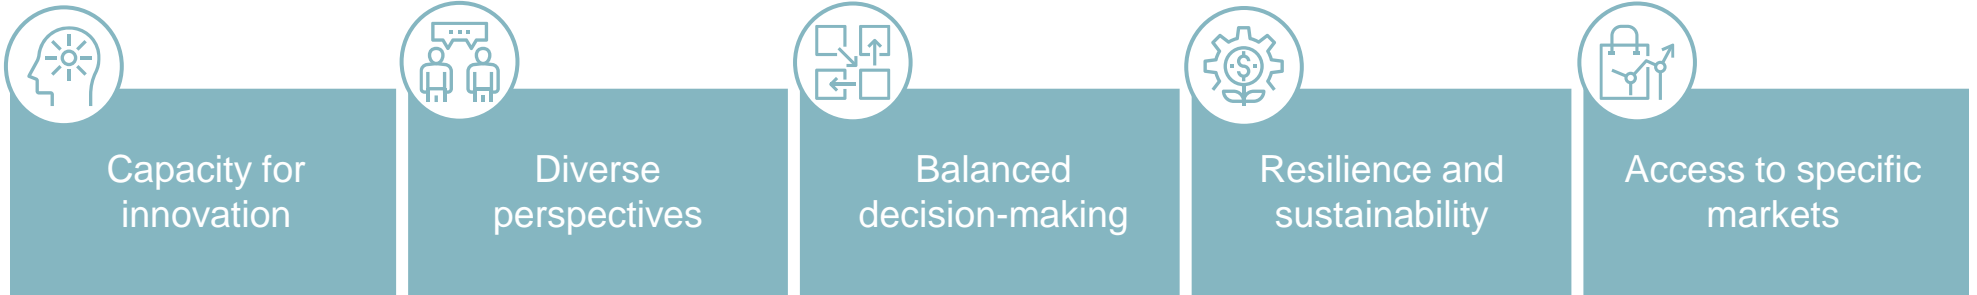 Capacity for
innovation
Diverse
perspectives
Balanced
decision-making
Resilience and
sustainability
Access to specific
markets